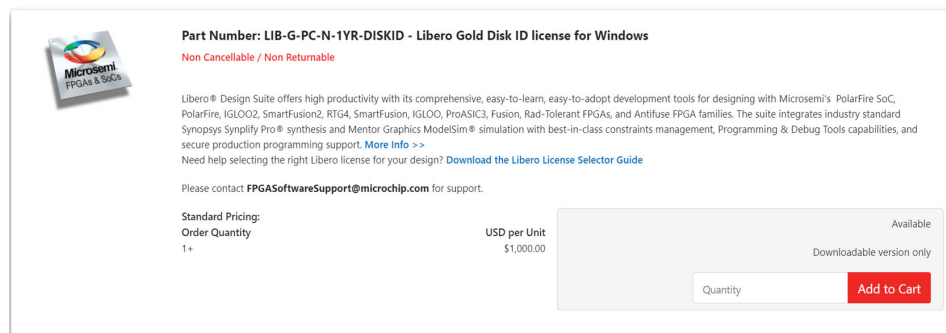 Microsemi
FPGAs & SoCs
Part Number: LIB-G-PC-N-1YR-DISKID - Libero Gold Disk ID license for Windows
Non Cancellable / Non Returnable
Libero® Design Suite offers high productivity with its comprehensive, easy-to-learn, easy-to-adopt development tools for designing with Microsemi's PolarFire SoC,
PolarFire, IGLOO2, SmartFusion2, RTG4, SmartFusion, IGLOO, ProASIC3, Fusion, Rad-Tolerant FPGAs, and Antifuse FPGA families. The suite integrates industry standard
Synopsys Synplify Pro® synthesis and Mentor Graphics ModelSim® simulation with best-in-class constraints management, Programming & Debug Tools capabilities, and
secure production programming support. More Info >>
Need help selecting the right Libero license for your design? Download the Libero License Selector Guide
Please contact FPGASoftwareSupport@microchip.com for support.
Standard Pricing:
Order Quantity USD per Unit
1+ $1,000.00
Available
Downloadable version only
Quantity Add to Cart